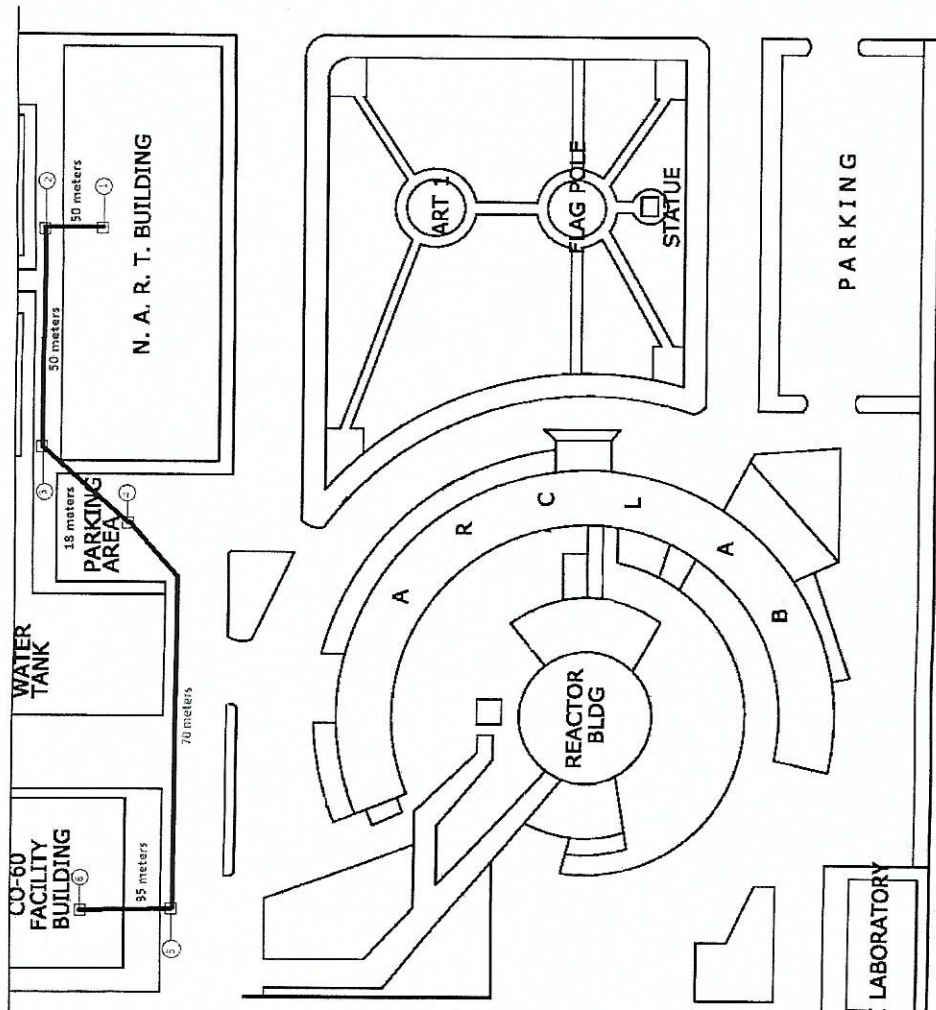 50 meters
2
1
N. A. R. T. BUILDING
50 meters
3
18 meters
4
PARKING
AREA
WATER
TANK
70 meters
CO-60
FACILITY
BUILDING
6
35 meters
5
ART 1
FLAG POLE
STATUE
PARKING
A R C L A B
REACTOR
BLDG
LABORATORY